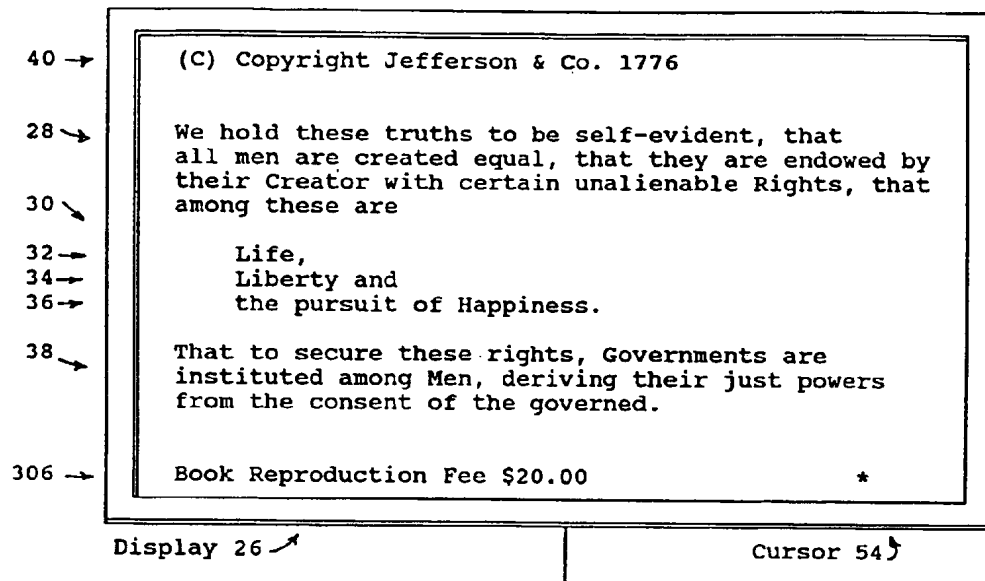 40 (C) Copyright Jefferson & Co. 1776
28 We hold these truths to be self-evident, that
all men are created equal, that they are endowed by
their Creator with certain unalienable Rights, that
30 among these are
32 Life,
34 Liberty and
36 the pursuit of Happiness.
38 That to secure these rights, Governments are
instituted among Men, deriving their just powers
from the consent of the governed.
306 Book Reproduction Fee $20.00 *
Display 26 Cursor 54